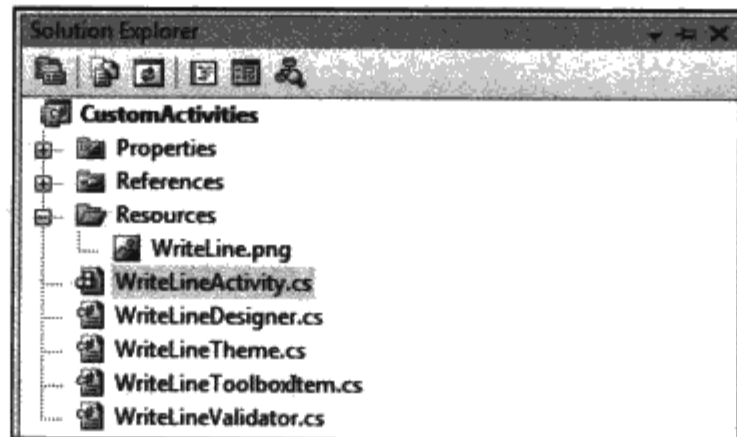 Solution Explorer
CustomActivities
Properties
References
Resources
WriteLine.png
WriteLineActivity.cs
WriteLineDesigner.cs
WriteLineTheme.cs
WriteLineToolboxItem.cs
WriteLineValidator.cs